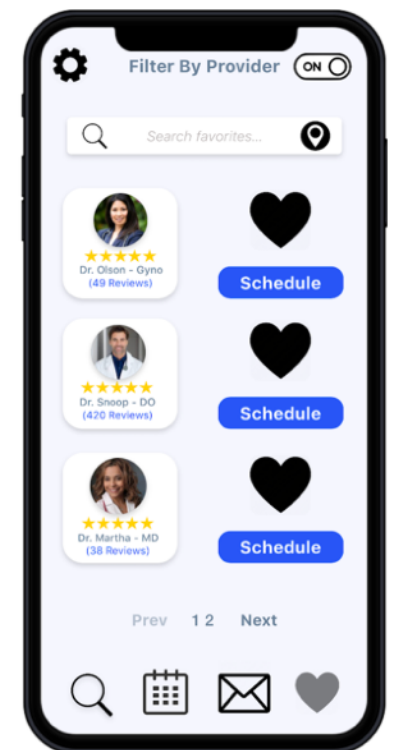 Filter By Provider ON
Search favorites...
Dr. Olson - Gyno
(49 Reviews)
Schedule
Dr. Snoop - DO
(420 Reviews)
Schedule
Dr. Martha - MD
(38 Reviews)
Schedule
Prev 1 2 Next